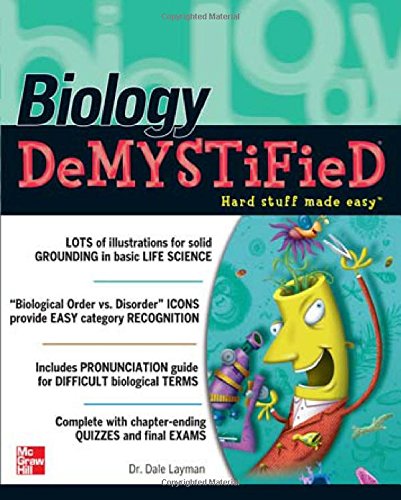 biology
Biology
DeMYSTiFieD®
Hard stuff made easy™
LOTS of illustrations for solid
GROUNDING in basic LIFE SCIENCE
"Biological Order vs. Disorder" ICONS
provide EASY category RECOGNITION
Includes PRONUNCIATION guide
for DIFFICULT biological TERMS
Complete with chapter-ending
QUIZZES and final EXAMS
Mc
Graw
Hill
Dr. Dale Layman